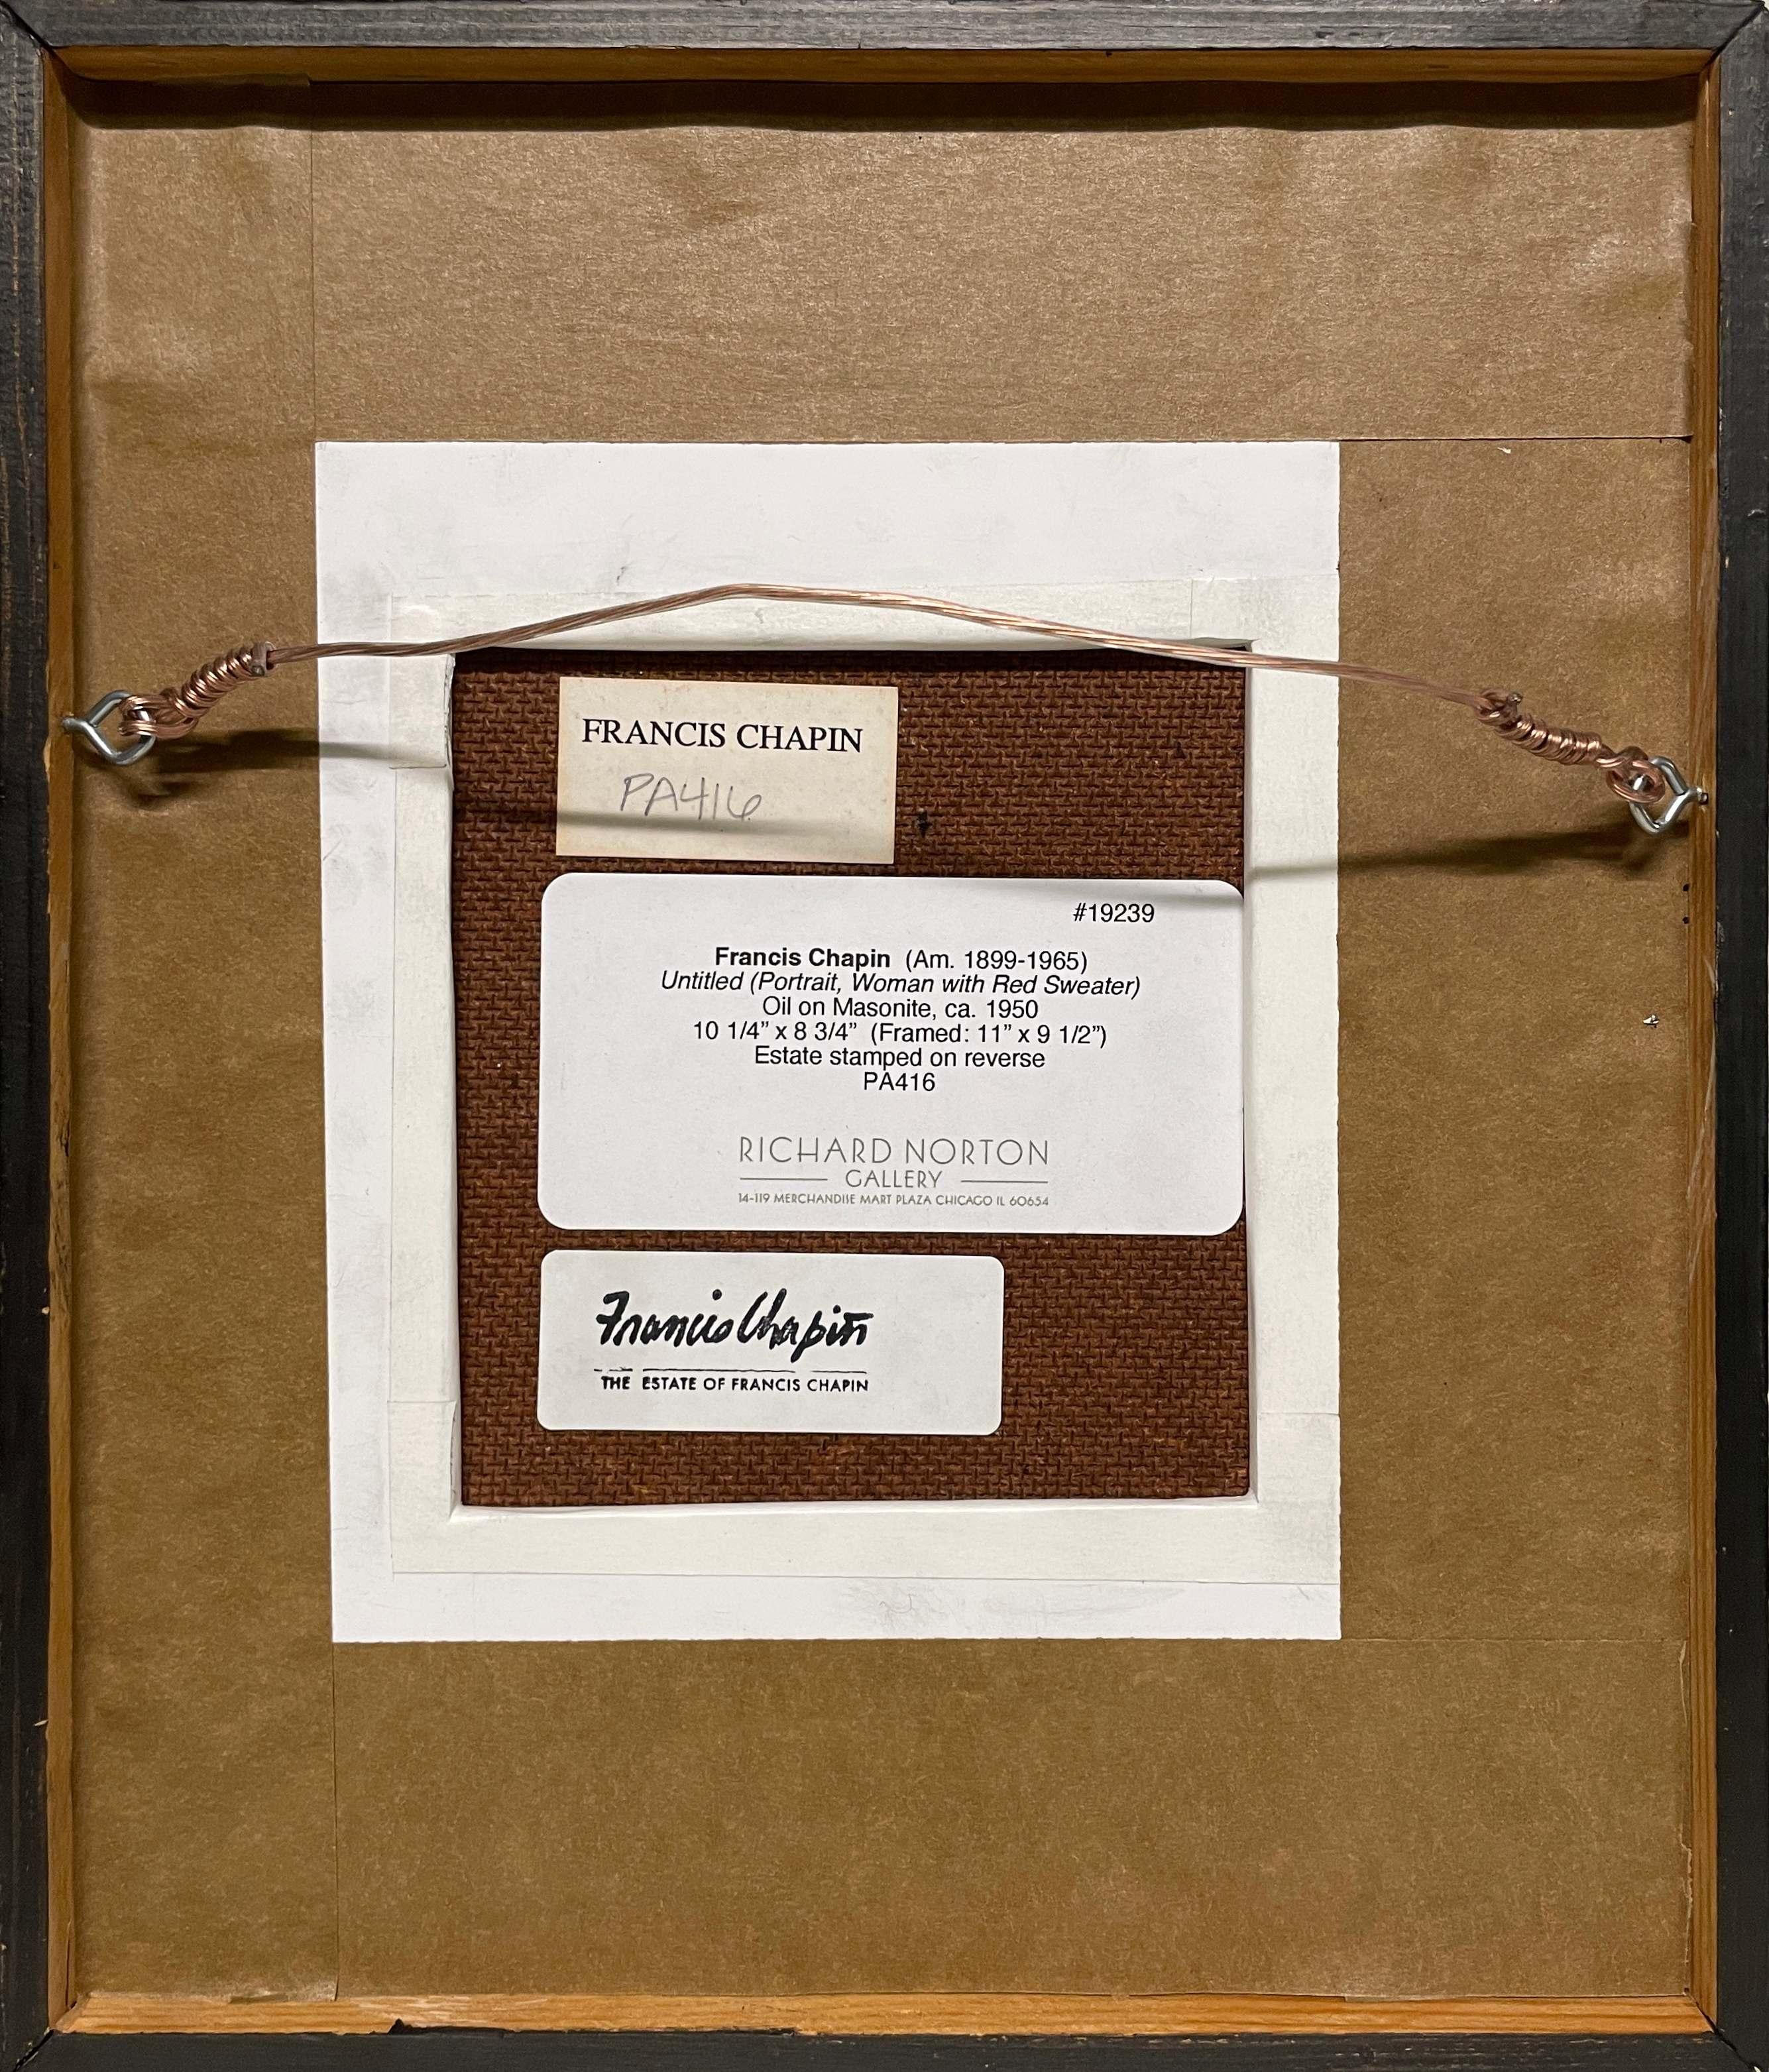 FRANCIS CHAPIN
PA416
#19239
Francis Chapin (Am. 1899-1965)
Untitled (Portrait, Woman with Red Sweater)
Oil on Masonite, ca. 1950
10 1/4” x 8 3/4” (Framed: 11” x 9 1/2”)
Estate stamped on reverse
PA416
RICHARD NORTON
GALLERY
14-119 MERCHANDISE MART PLAZA CHICAGO IL 60654
Francis Chapin
THE ESTATE OF FRANCIS CHAPIN